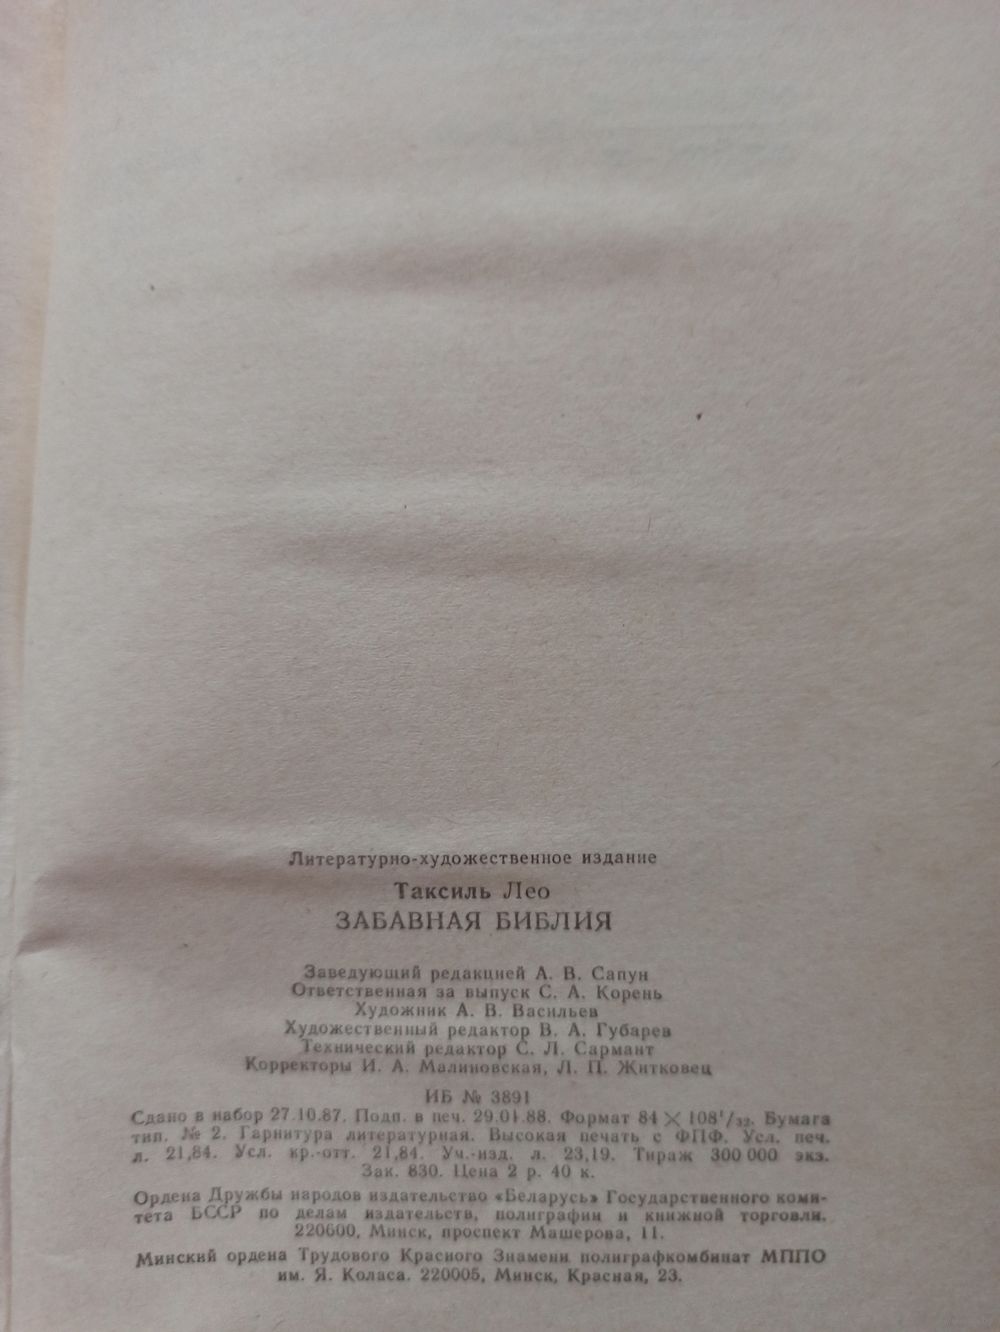 Литературно-художественное издание
Таксиль Лео
ЗАБАВНАЯ БИБЛИЯ
Заведующий редакцией А. В. Сапун
Ответственная за выпуск С. А. Корень
Художник А. В. Васильев
Художественный редактор В. А. Губарев
Технический редактор С. Л. Сармант
Корректоры И. А. Малиновская, Л. П. Житковец
ИБ № 3891
Сдано в набор 27.10.87. Подп. в печ. 29.01.88. Формат 84 × 108¹/₃₂. Бумага
тип. № 2. Гарнитура литературная. Высокая печать с ФПФ. Усл. печ.
л. 21,84. Усл. кр.-отт. 21,84. Уч.-изд. л. 23,19. Тираж 300 000 экз.
Зак. 830. Цена 2 р. 40 к.
Ордена Дружбы народов издательство «Беларусь» Государственного коми-
тета БССР по делам издательств, полиграфии и книжной торговли.
220600, Минск, проспект Машерова, 11.
Минский ордена Трудового Красного Знамени полиграфкомбинат МППО
им. Я. Коласа. 220005, Минск, Красная, 23.